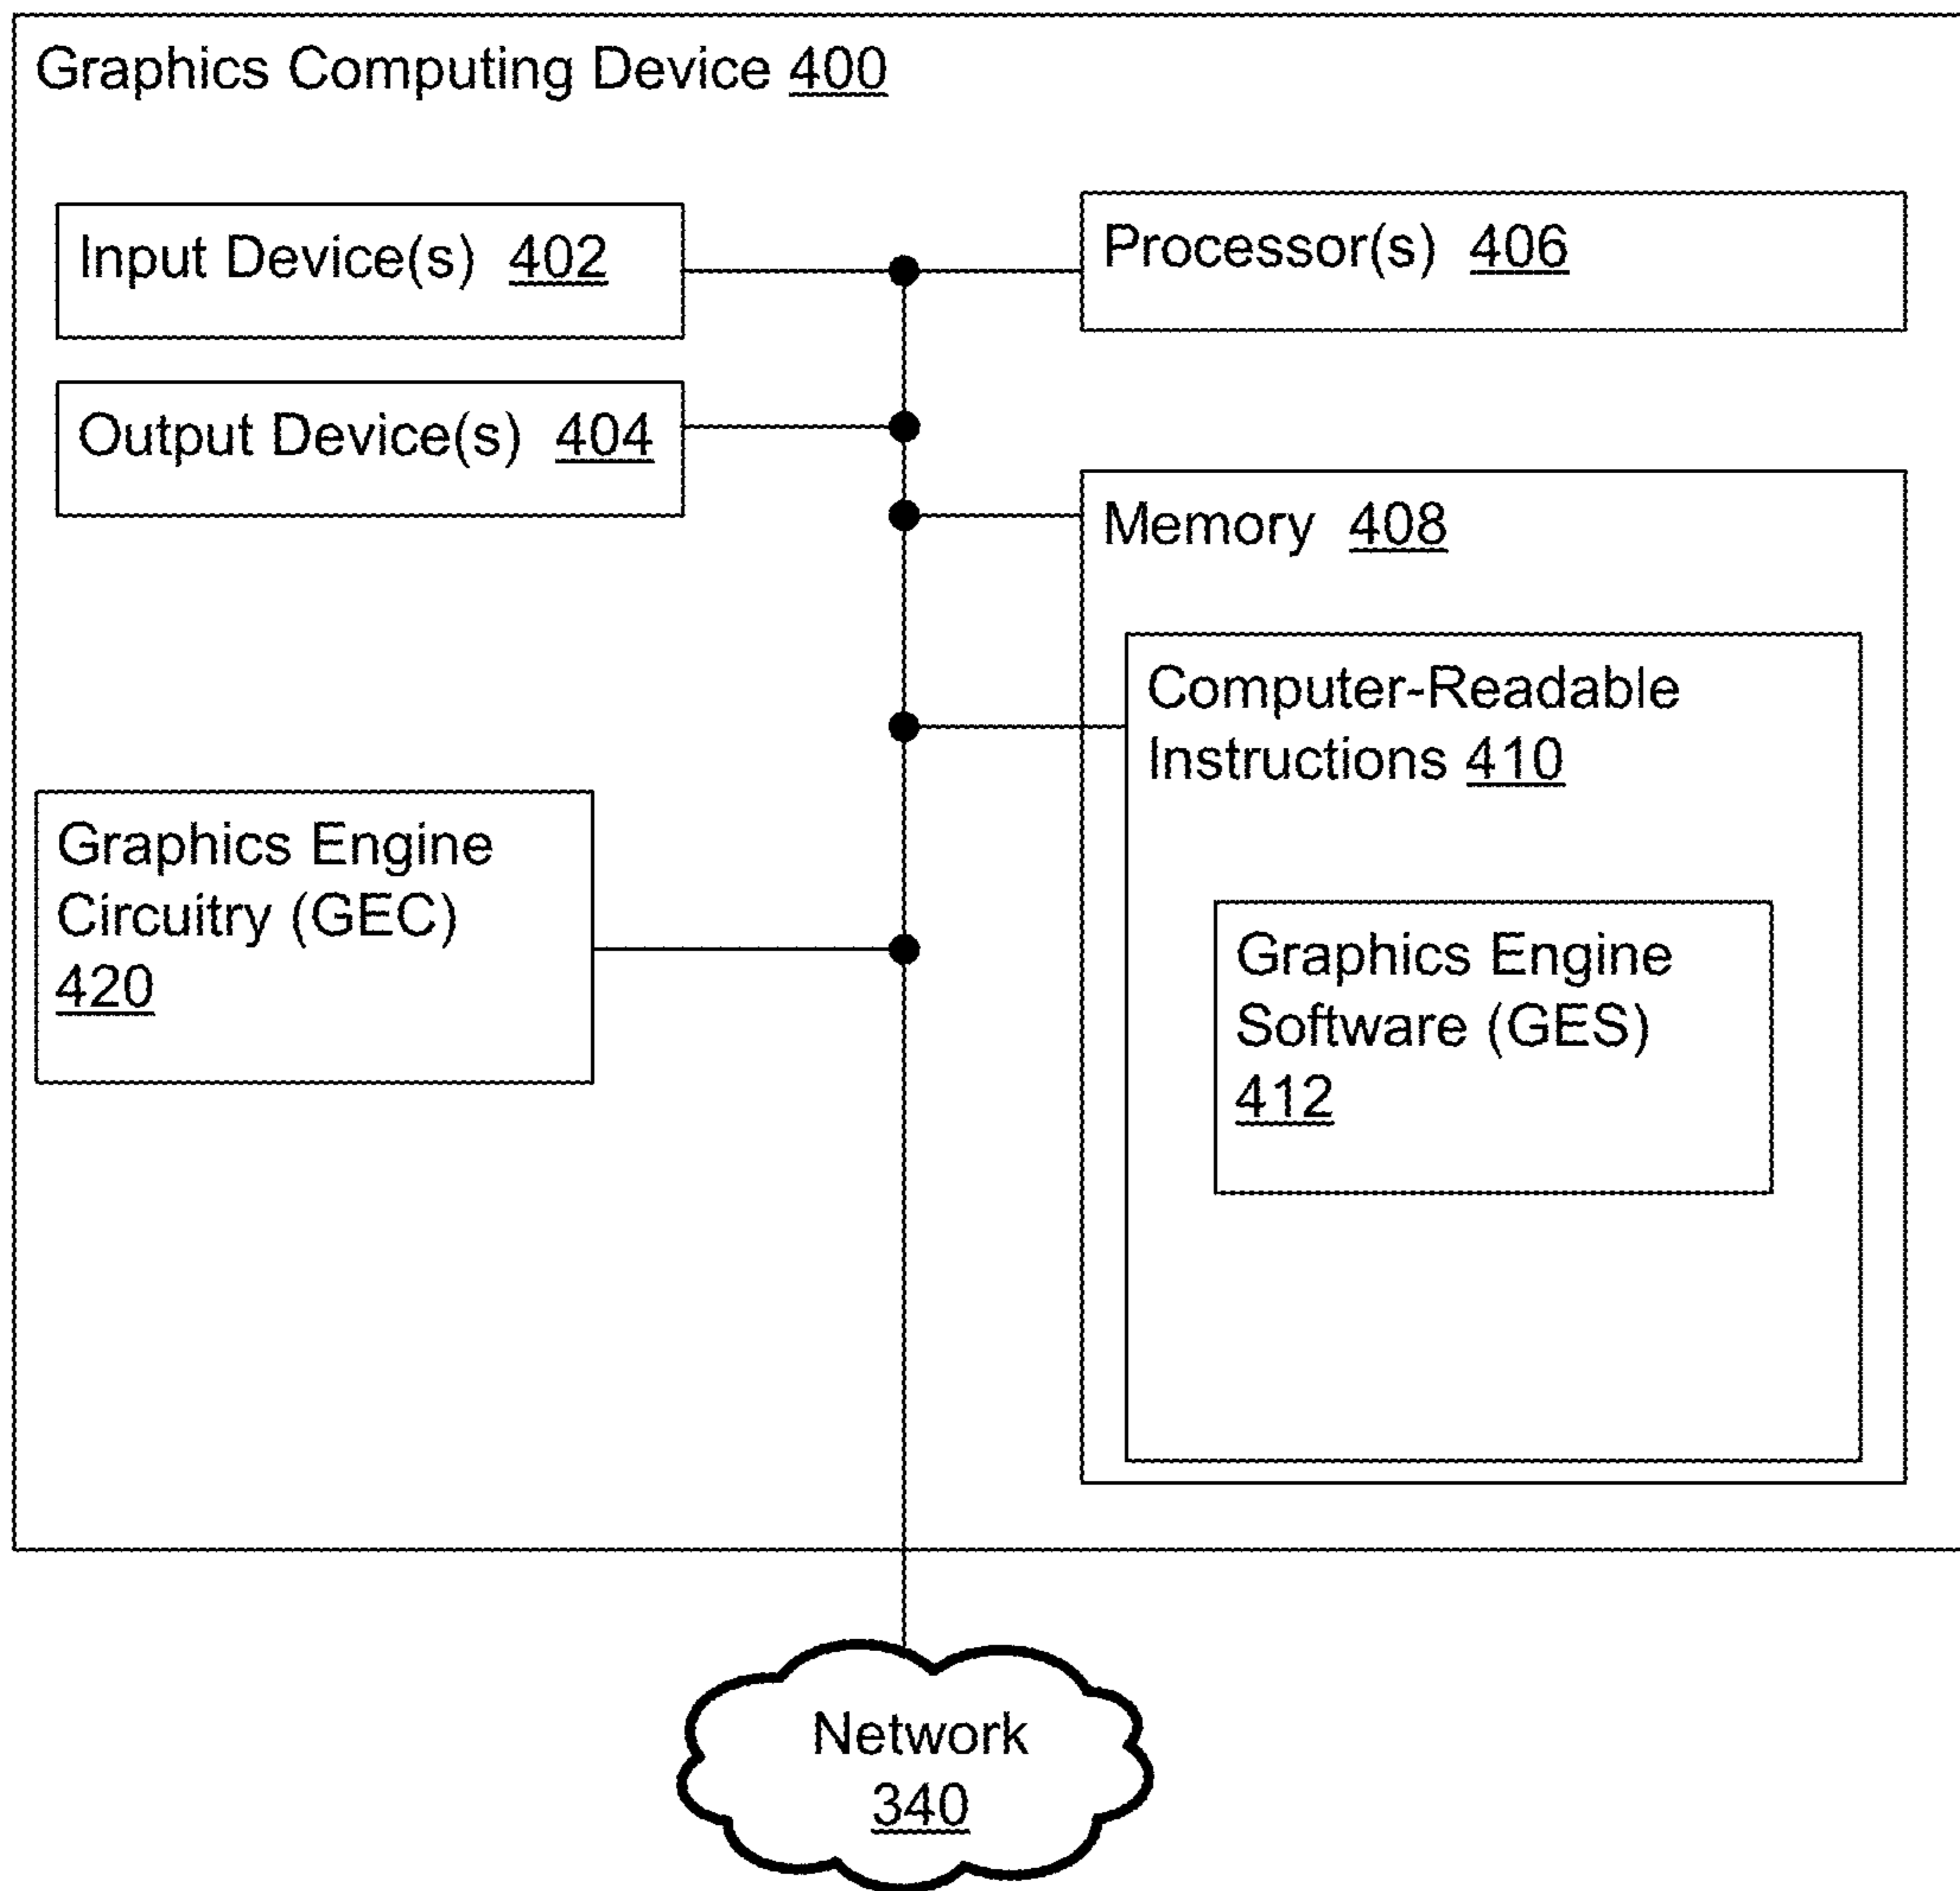 Graphics Computing Device 400
Input Device(s) 402
Processor(s) 406
Output Device(s) 404
Memory 408
Computer-Readable
Instructions 410
Graphics Engine
Circuitry (GEC)
420
Graphics Engine
Software (GES)
412
Network
340